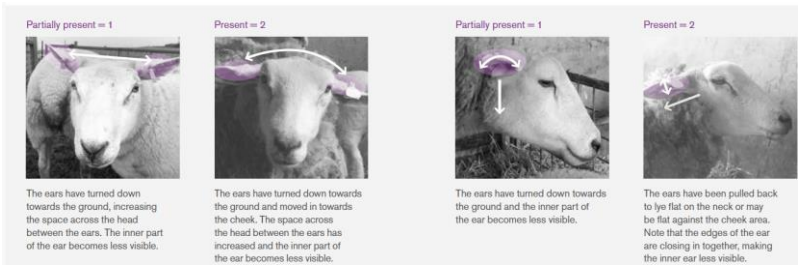 Partially present = 1
The ears have turned down
towards the ground, increasing
the space across the head
between the ears. The inner part
of the ear becomes less visible.
Present = 2
The ears have turned down towards
the ground and moved in towards
the cheek. The space across
the head between the ears has
increased and the inner part of
the ear becomes less visible.
Partially present = 1
The ears have turned down towards
the ground and the inner part of
the ear becomes less visible.
Present = 2
The ears have been pulled back
to lye flat on the neck or may
be flat against the cheek area.
Note that the edges of the ear
are closing in together, making
the inner ear less visible.